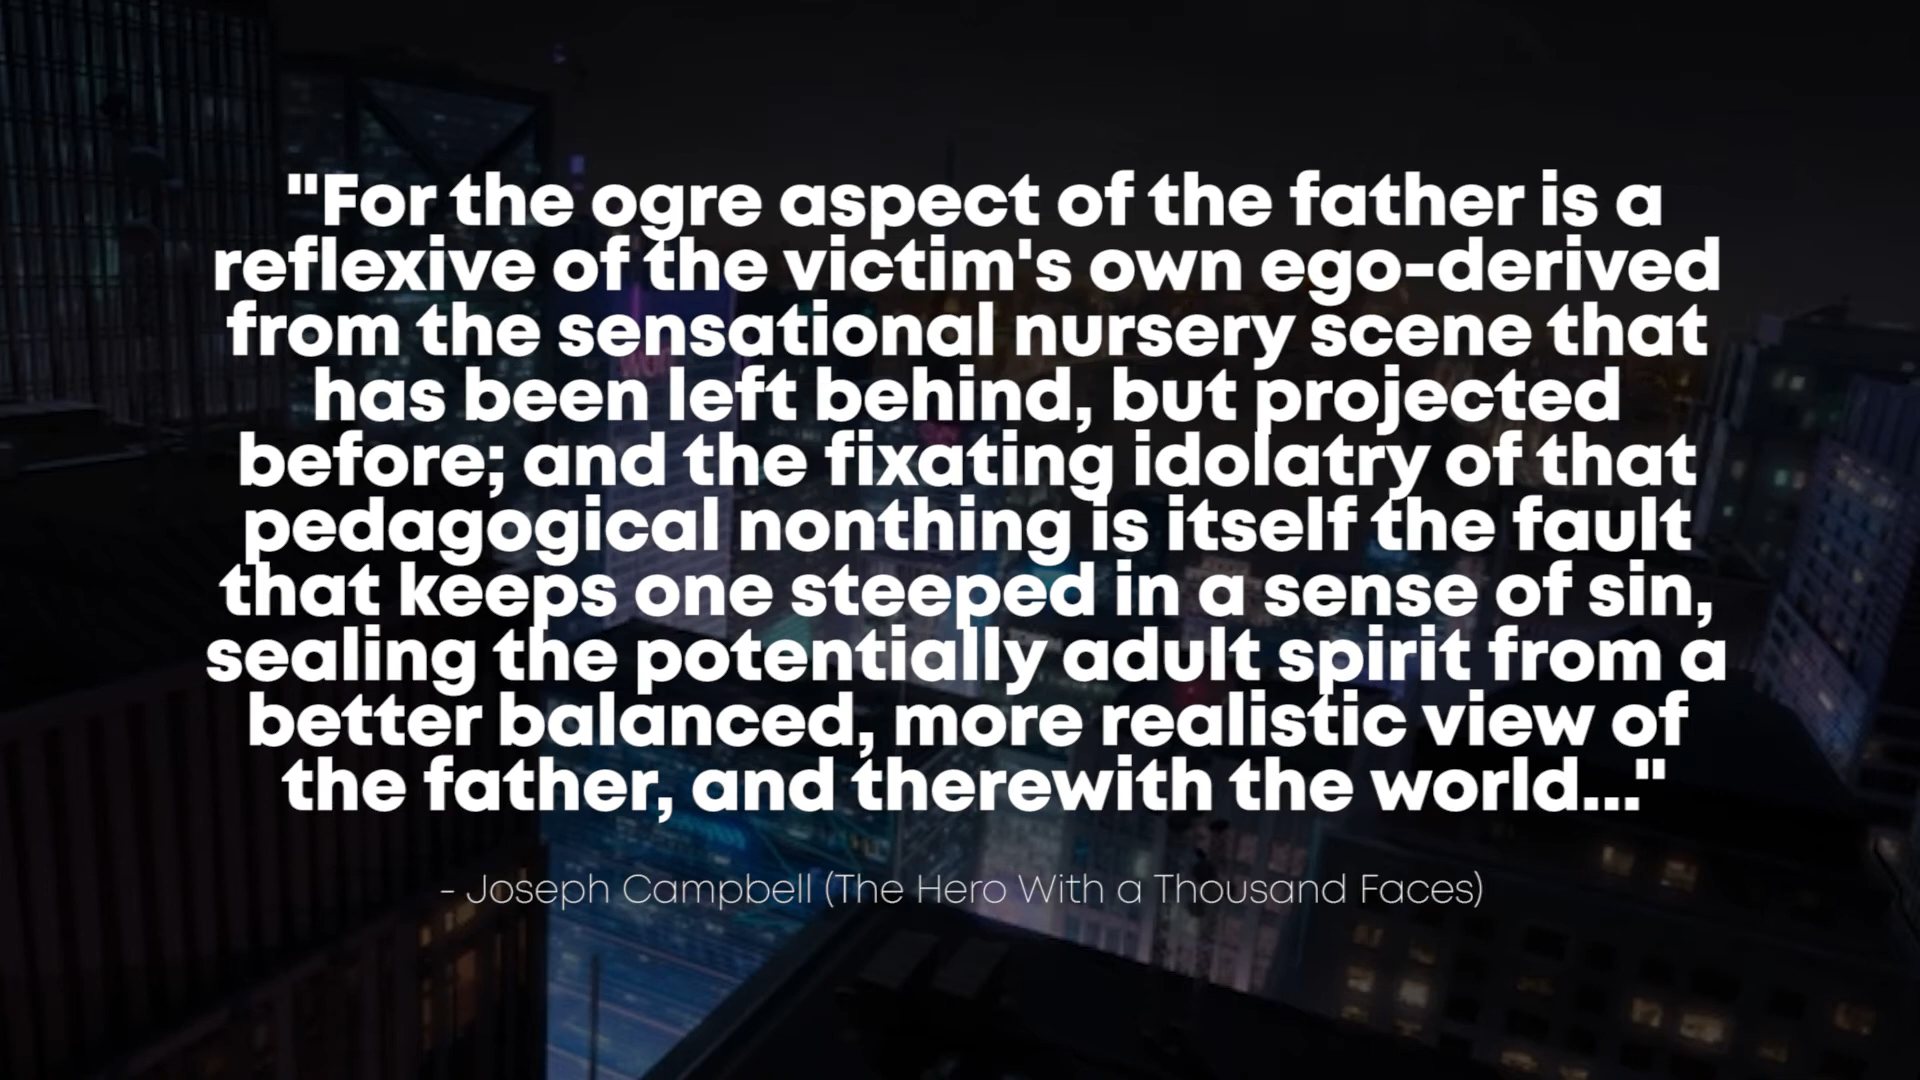 "For the ogre aspect of the father is a
reflexive of the victim's own ego-derived
from the sensational nursery scene that
has been left behind, but projected
before; and the fixating idolatry of that
pedagogical nonthing is itself the fault
that keeps one steeped in a sense of sin,
sealing the potentially adult spirit from a
better balanced, more realistic view of
the father, and therewith the world..."
- Joseph Campbell (The Hero With a Thousand Faces)